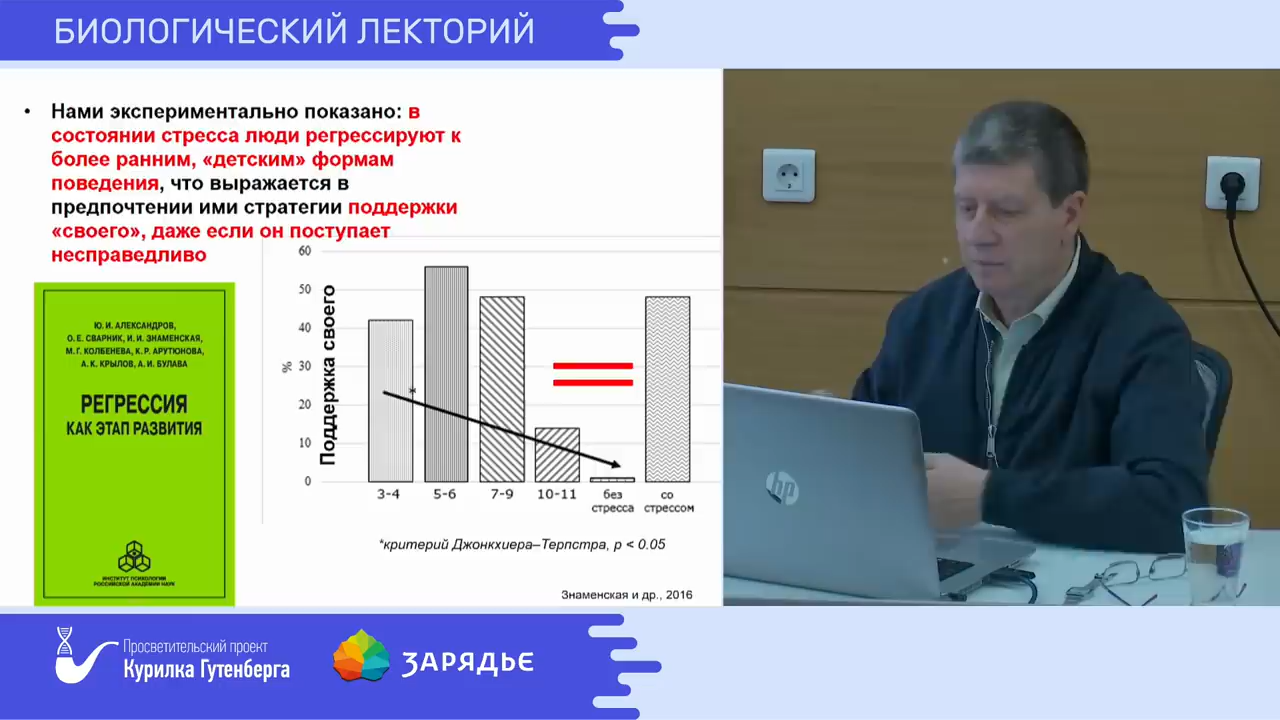 БИОЛОГИЧЕСКИЙ ЛЕКТОРИЙ
• Нами экспериментально показано: в
состоянии стресса люди регрессируют к
более ранним, «детским» формам
поведения, что выражается в
предпочтении ими стратегии поддержки
«своего», даже если он поступает
несправедливо
Ю. И. АЛЕКСАНДРОВ,
О. Е. СВАРНИК, И. И. ЗНАМЕНСКАЯ,
М. Г. КОЛБЕНЕВА, К. Р. АРУТЮНОВА,
А. К. КРЫЛОВ, А. И. БУЛАВА
РЕГРЕССИЯ
КАК ЭТАП РАЗВИТИЯ
ИНСТИТУТ ПСИХОЛОГИИ
РОССИЙСКОЙ АКАДЕМИИ НАУК
60
50
40
30
20
10
0
%
Поддержка своего
*
3-4 5-6 7-9 10-11 без стресса со стрессом
*критерий Джонкхиера–Терпстра, p < 0.05
Знаменская и др., 2016
hp
Просветительский проект
Курилка Гутенберга
ЗАРЯДЬЕ